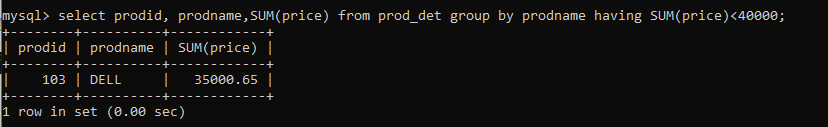 mysql> select prodid, prodname,SUM(price) from prod_det group by prodname having SUM(price)<40000;
+--------+----------+------------+
| prodid | prodname | SUM(price) |
+--------+----------+------------+
|    103 | DELL     |   35000.65 |
+--------+----------+------------+
1 row in set (0.00 sec)